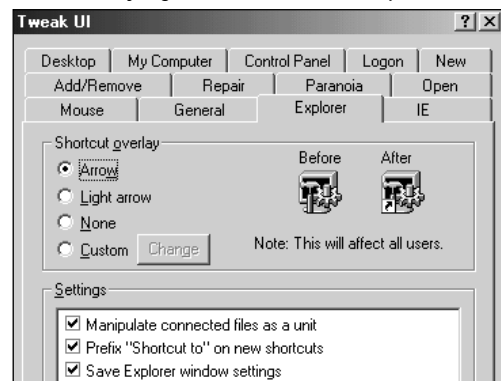 Tweak UI
Desktop My Computer Control Panel Logon New
Add/Remove Repair Paranoia Open
Mouse General Explorer IE
Shortcut overlay
Arrow
Light arrow
None
Custom Change
Before After
Note: This will affect all users.
Settings
Manipulate connected files as a unit
Prefix "Shortcut to" on new shortcuts
Save Explorer window settings